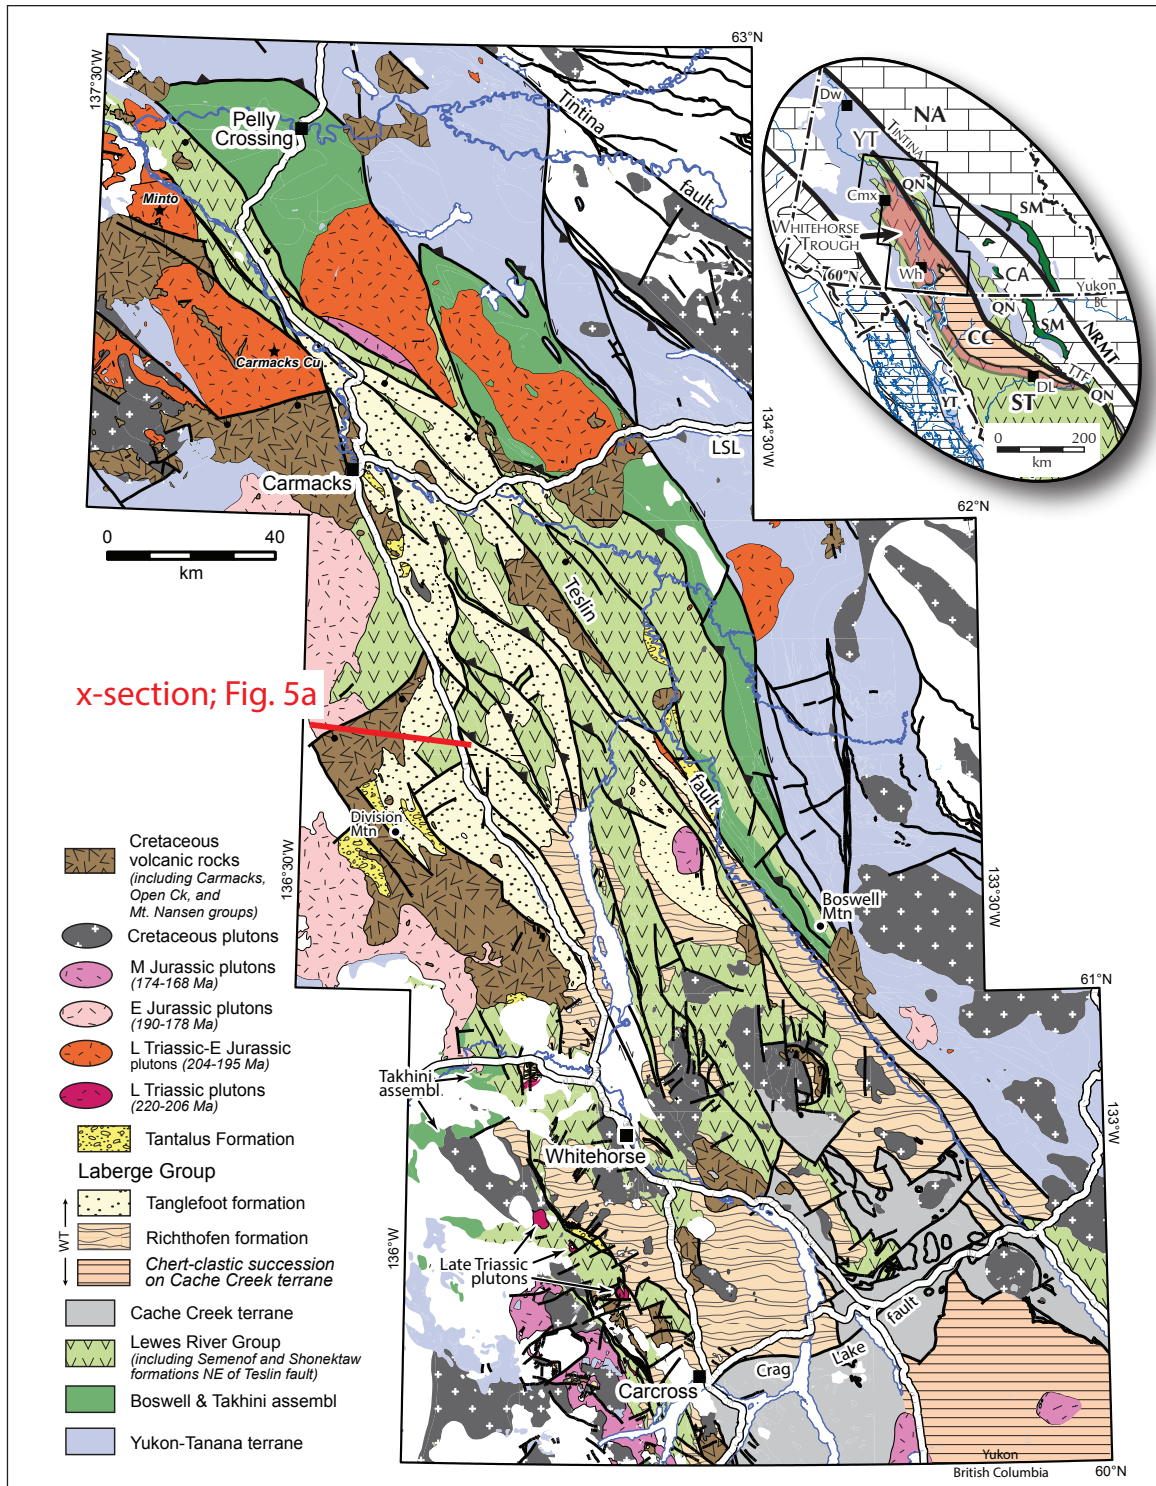 63°N
137°30'W
Pelly
Crossing
Tintina
fault
Minto
Carmacks Cu
Carmacks
LSL
134°30'W
62°N
0 40
km
Teslin
fault
x-section; Fig. 5a
Division
Mtn
136°30'W
Boswell
Mtn
133°30'W
61°N
Takhini
assembl.
Whitehorse
133°W
136°W
Late Triassic
plutons
Carcross
Crag
Lake
fault
Yukon
British Columbia
60°N
Dw
NA
YT
TINTINA
QN
Cmx
SM
WHITEHORSE
TROUGH
Wh
CA
60°N
Yukon
BC
QN
SM
CC
NRMT
TTF
DL
QN
YT
ST
0 200
km
Cretaceous
volcanic rocks
(including Carmacks,
Open Ck, and
Mt. Nansen groups)
Cretaceous plutons
M Jurassic plutons
(174-168 Ma)
E Jurassic plutons
(190-178 Ma)
L Triassic-E Jurassic
plutons (204-195 Ma)
L Triassic plutons
(220-206 Ma)
Tantalus Formation
Laberge Group
WT
Tanglefoot formation
Richthofen formation
Chert-clastic succession
on Cache Creek terrane
Cache Creek terrane
Lewes River Group
(including Semenof and Shonektaw
formations NE of Teslin fault)
Boswell & Takhini assembl
Yukon-Tanana terrane